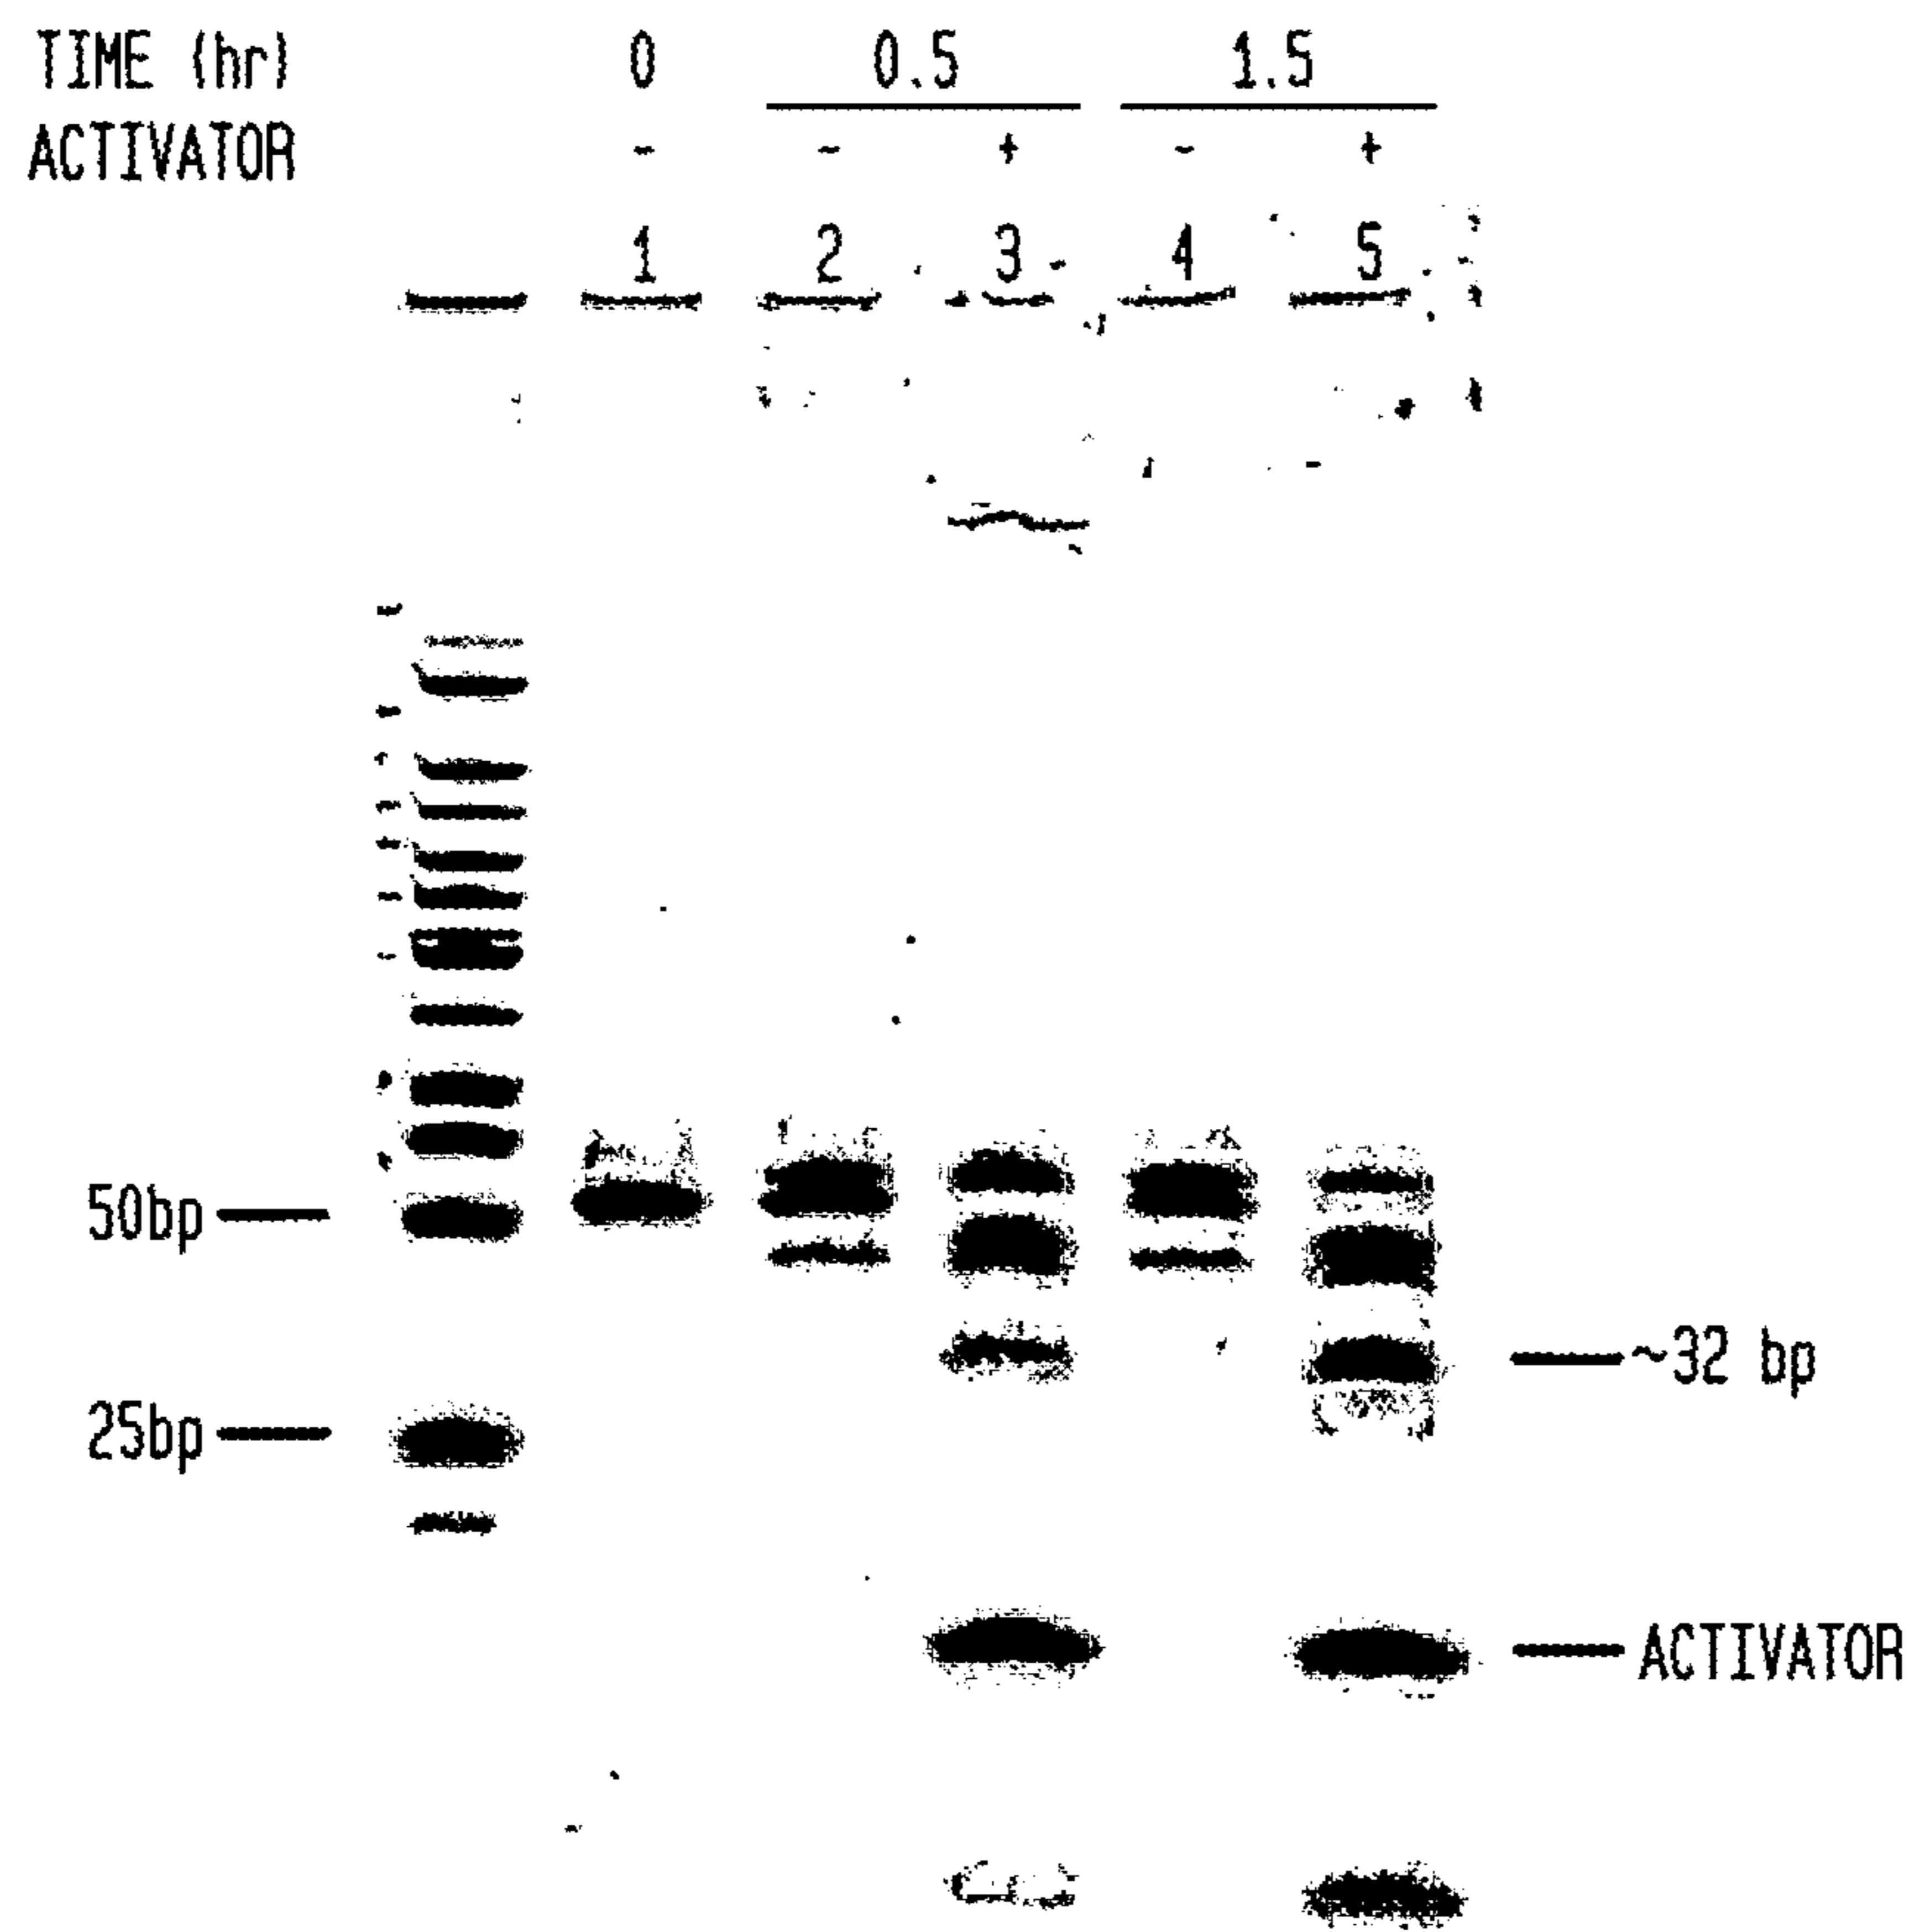 TIME (hr) 0 0.5 1.5
ACTIVATOR - - + - +
1 2 3 4 5
50bp
~32 bp
25bp
ACTIVATOR